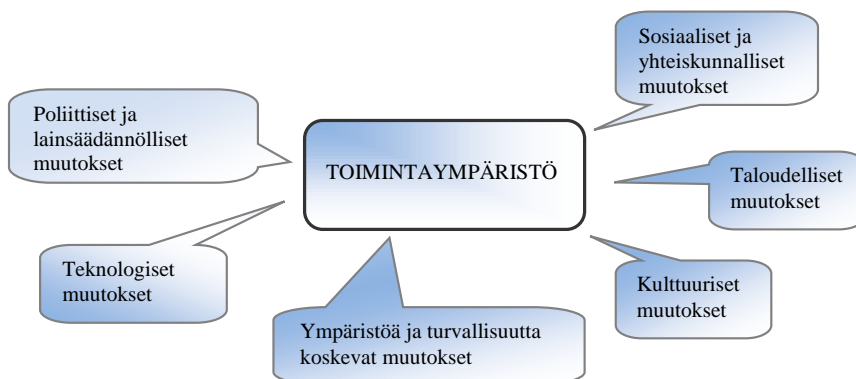 Sosiaaliset ja
yhteiskunnalliset
muutokset
Poliittiset ja
lainsäädännölliset
muutokset
TOIMINTAYMPÄRISTÖ
Taloudelliset
muutokset
Teknologiset
muutokset
Kulttuuriset
muutokset
Ympäristöä ja turvallisuutta
koskevat muutokset